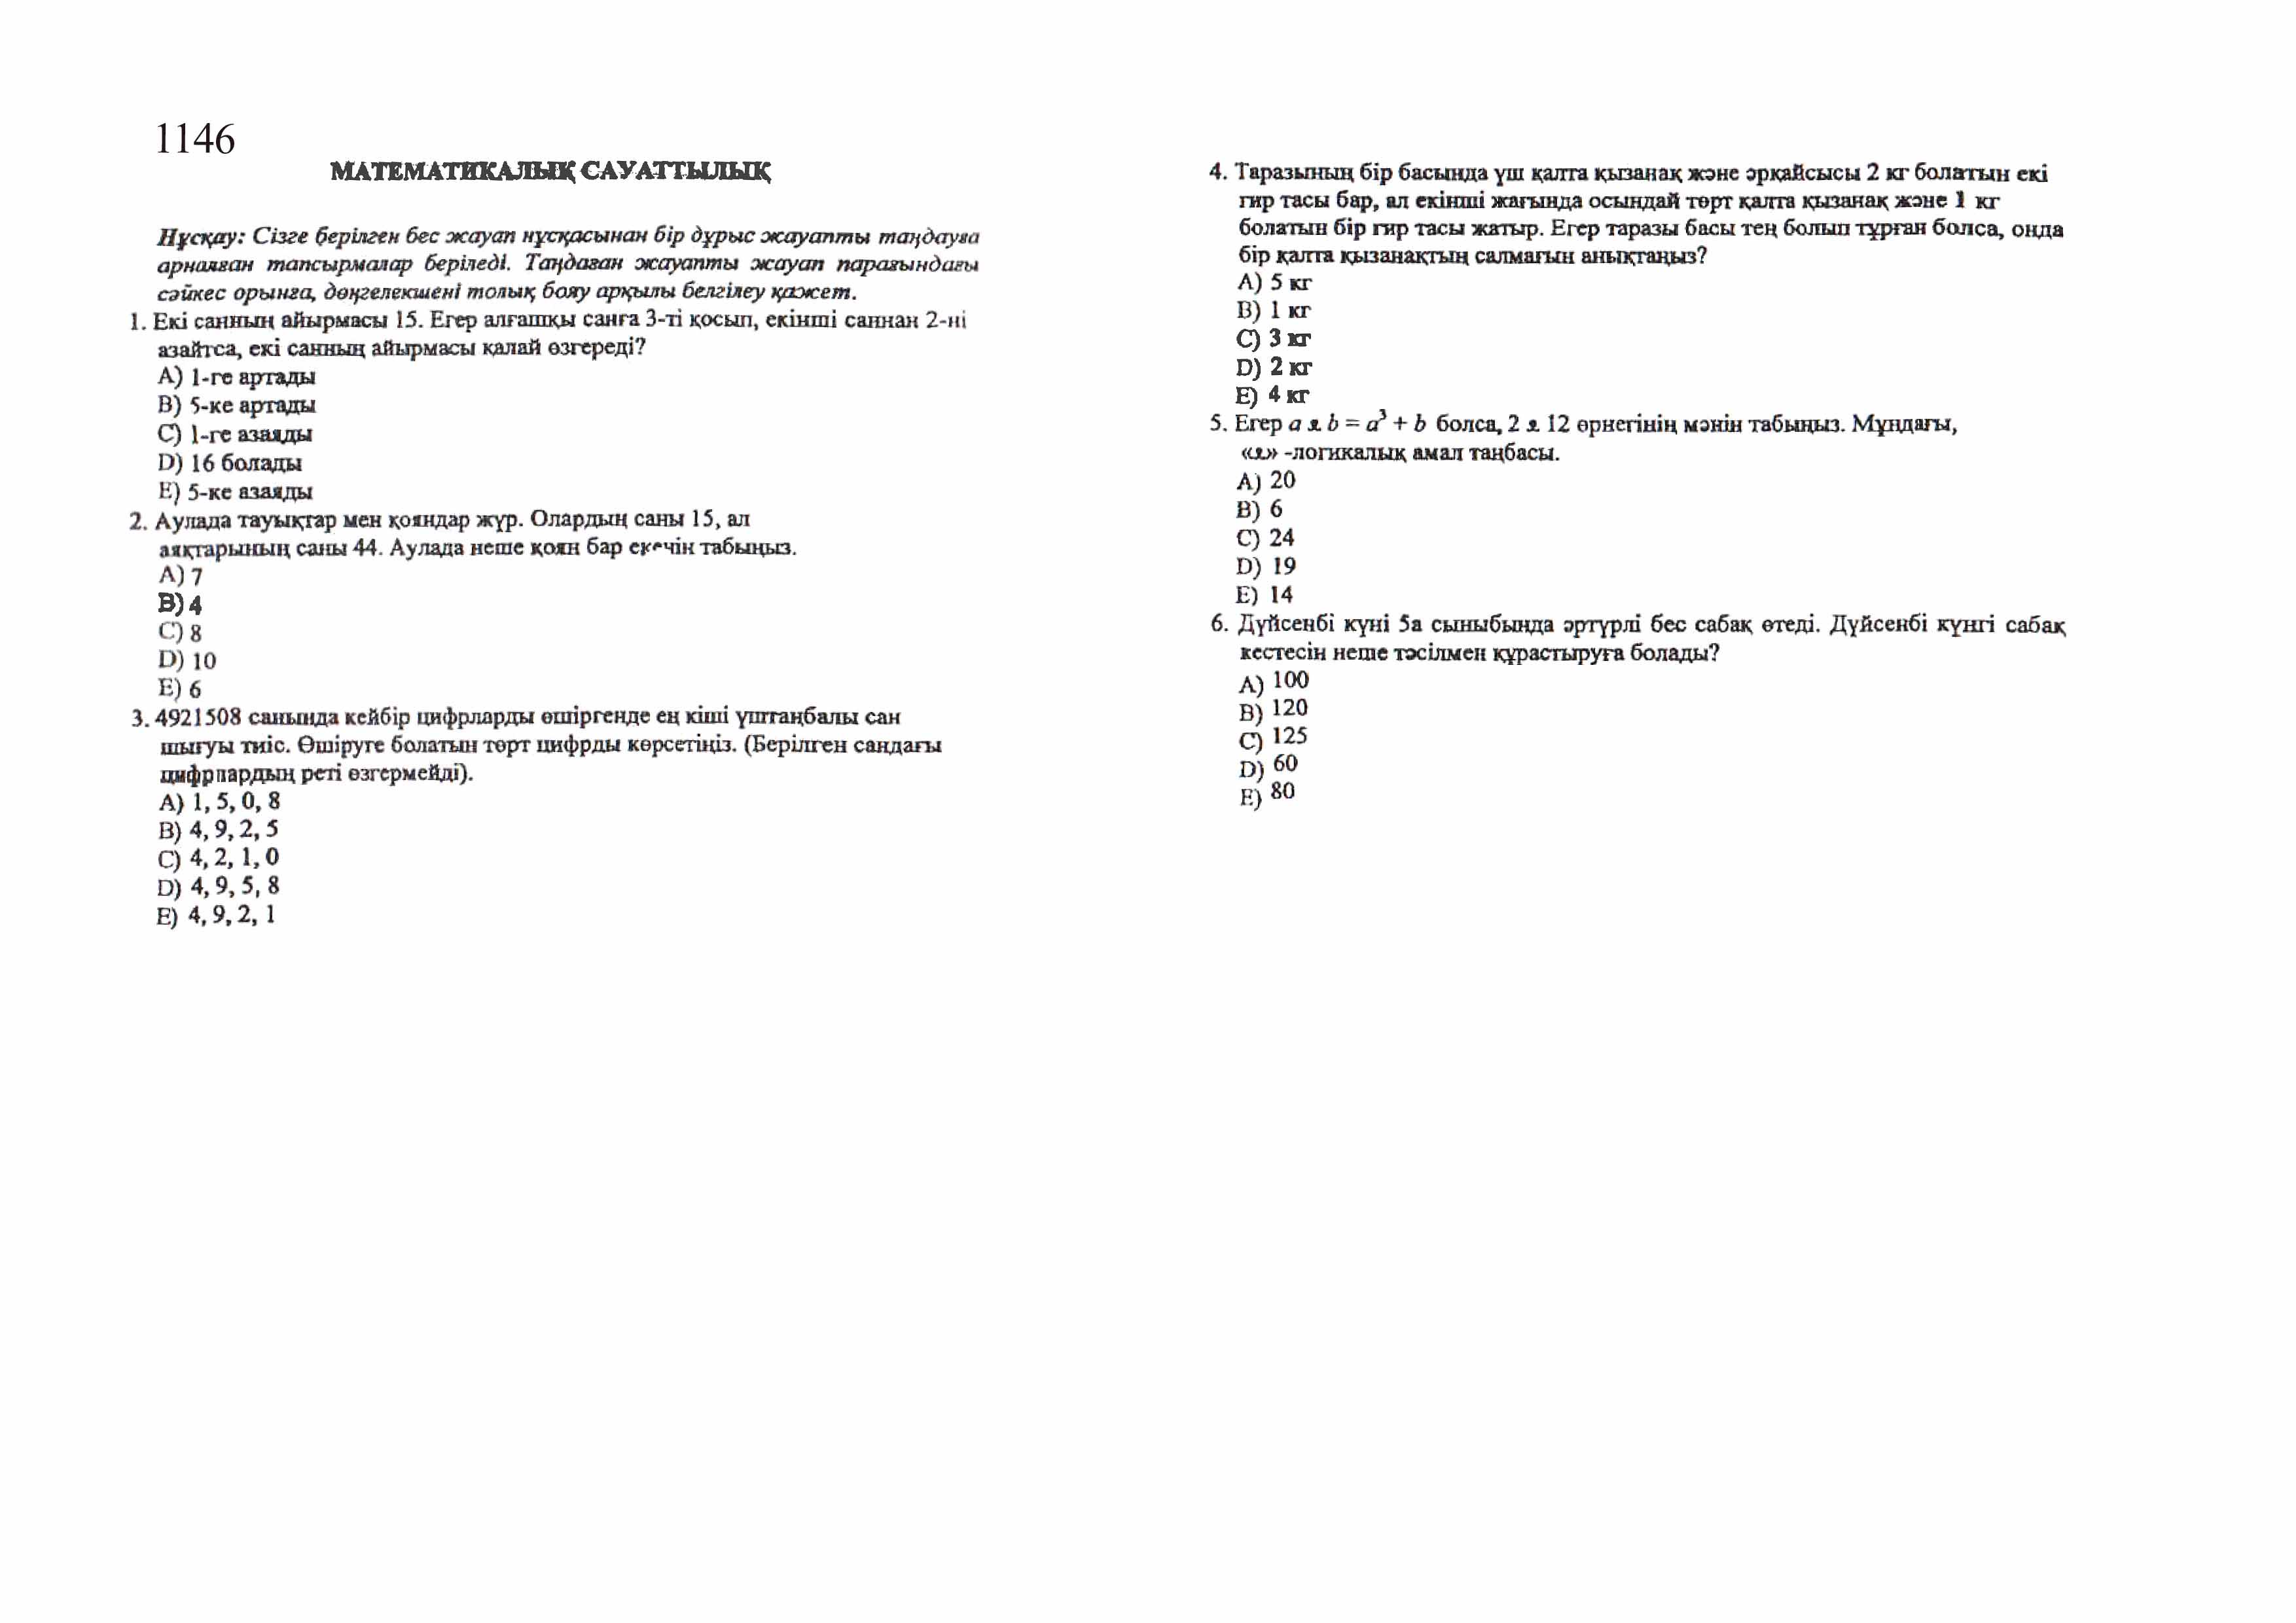 1146
МАТЕМАТИКАЛЫҚ САУАТТЫЛЫҚ
Нұсқау: Сізге берілген бес жауап нұсқасынан бір дұрыс жауапты таңдауға
арналған тапсырмалар беріледі. Таңдаған жауапты жауап парағындағы
сәйкес орынға, дөңгелекшені толық бояу арқылы белгілеу қажет.
1. Екі санның айырмасы 15. Егер алғашқы санға 3-ті қосып, екінші саннан 2-ні
азайтса, екі санның айырмасы қалай өзгереді?
A) 1-ге артады
B) 5-ке артады
C) 1-ге азаяды
D) 16 болады
E) 5-ке азаяды
2. Аулада тауықтар мен қояндар жүр. Олардың саны 15, ал
аяқтарының саны 44. Аулада неше қоян бар екенін табыңыз.
A) 7
B) 4
C) 8
D) 10
E) 6
3. 4921508 санында кейбір цифрларды өшіргенде ең кіші үштаңбалы сан
шығуы тиіс. Өшіруге болатын төрт цифрды көрсетіңіз. (Берілген сандағы
цифрлардың реті өзгермейді).
A) 1, 5, 0, 8
B) 4, 9, 2, 5
C) 4, 2, 1, 0
D) 4, 9, 5, 8
E) 4, 9, 2, 1
4. Таразының бір басында үш қалта қызанақ және әрқайсысы 2 кг болатын екі
гир тасы бар, ал екінші жағында осындай төрт қалта қызанақ және 1 кг
болатын бір гир тасы жатыр. Егер таразы басы тең болып тұрған болса, онда
бір қалта қызанақтың салмағын анықтаңыз?
A) 5 кг
B) 1 кг
C) 3 кг
D) 2 кг
E) 4 кг
5. Егер a ᴥ b = a³ + b болса, 2 ᴥ 12 өрнегінің мәнін табыңыз. Мұндағы,
«ᴥ» -логикалық амал таңбасы.
A) 20
B) 6
C) 24
D) 19
E) 14
6. Дүйсенбі күні 5а сыныбында әртүрлі бес сабақ өтеді. Дүйсенбі күнгі сабақ
кестесін неше тәсілмен құрастыруға болады?
A) 100
B) 120
C) 125
D) 60
E) 80